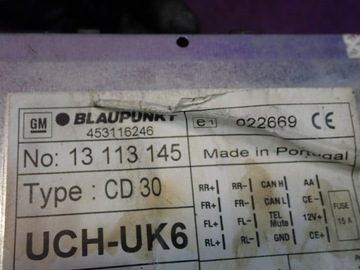 GM BLAUPUNKT e1 022669 CE
453116246
No: 13 113 145 Made in Portugal
Type : CD 30
UCH-UK6
RR+ RR- CAN H AA
FR+ FR- CAN L CE-
FL+ FL- TEL Mute 12V+
RL+ RL- GND CE+
FUSE
15 A